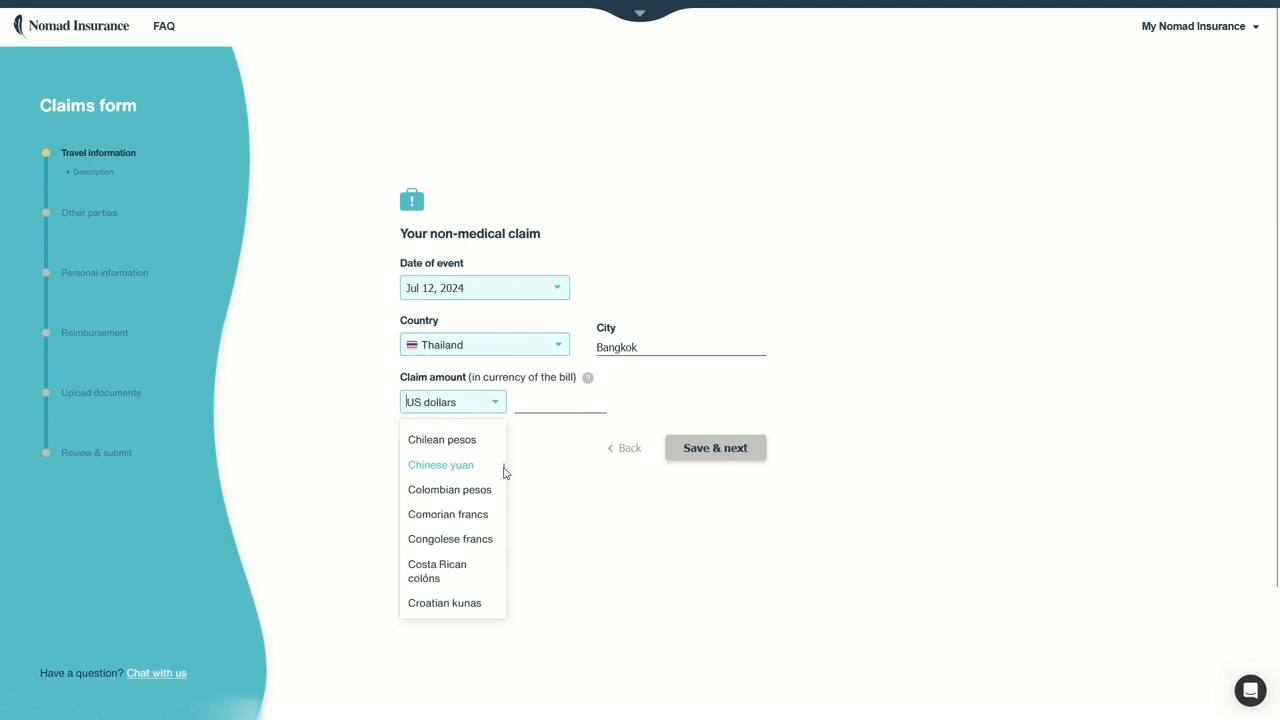 Nomad Insurance
FAQ
My Nomad Insurance
Claims form
Travel information
• Description
Other parties
Personal information
Reimbursement
Upload documents
Review & submit
Have a question? Chat with us
!
Your non-medical claim
Date of event
Jul 12, 2024
Country
Thailand
City
Bangkok
Claim amount (in currency of the bill) ?
US dollars
Chilean pesos
Chinese yuan
Colombian pesos
Comorian francs
Congolese francs
Costa Rican
colóns
Croatian kunas
Back
Save & next